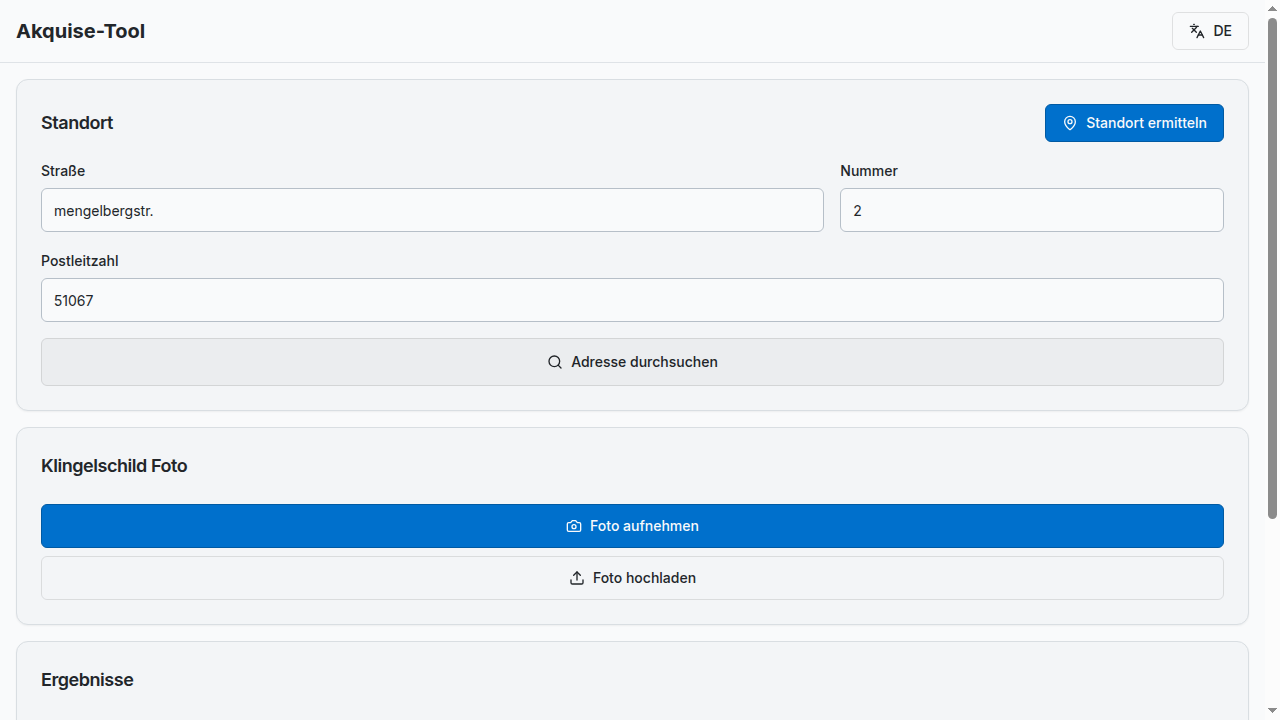 Akquise-Tool
DE
Standort
Standort ermitteln
Straße
Nummer
mengelbergstr.
2
Postleitzahl
51067
Adresse durchsuchen
Klingelschild Foto
Foto aufnehmen
Foto hochladen
Ergebnisse